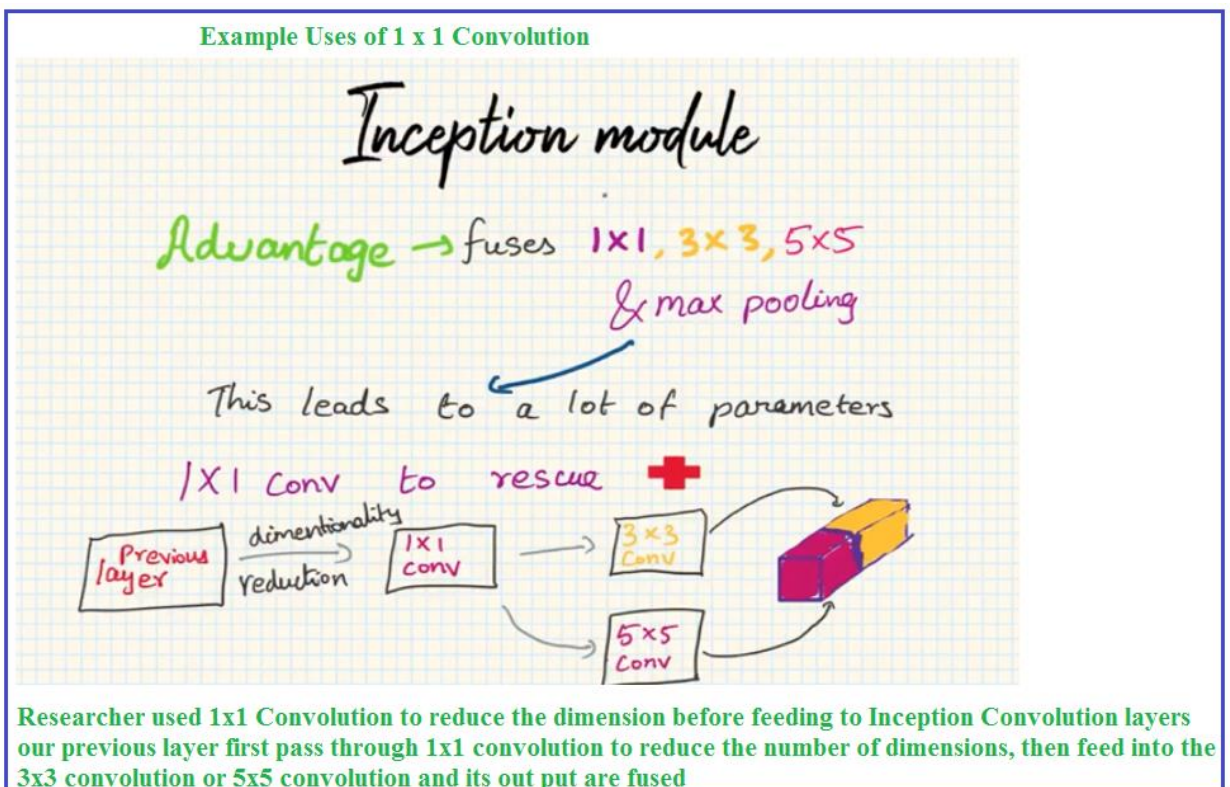 Example Uses of 1 x 1 Convolution
Inception module
Advantage → fuses 1x1, 3x3, 5x5
& max pooling
This leads to a lot of parameters
1X1 Conv to rescue
dimentionality
reduction
Previous
layer
1X1
conv
3x3
Conv
5x5
Conv
Researcher used 1x1 Convolution to reduce the dimension before feeding to Inception Convolution layers
our previous layer first pass through 1x1 convolution to reduce the number of dimensions, then feed into the
3x3 convolution or 5x5 convolution and its out put are fused